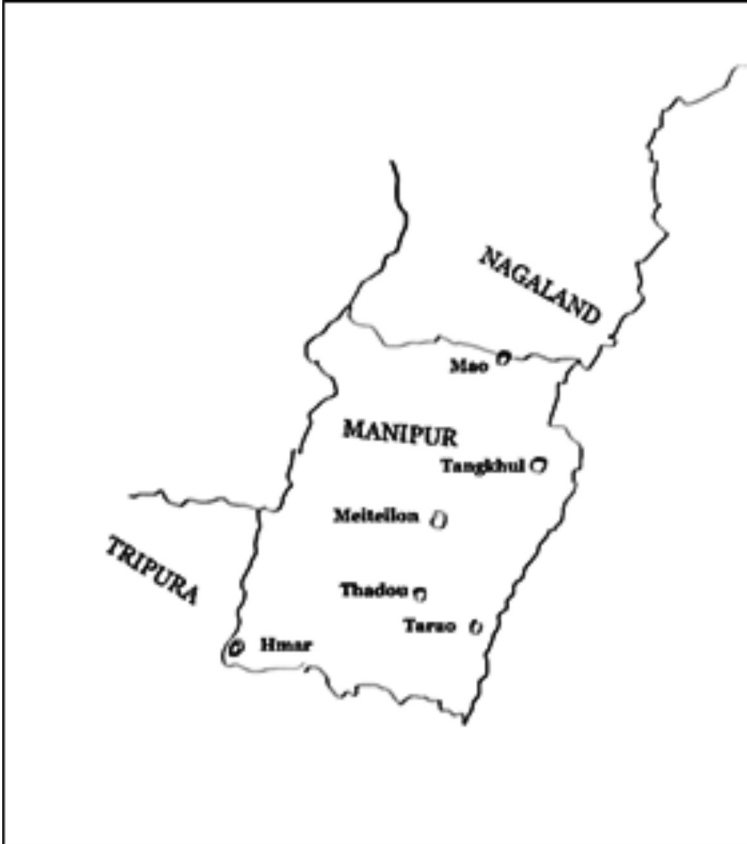 NAGALAND
Mao
MANIPUR
Tangkhul
Meiteilon
TRIPURA
Thadou
Tarao
Hmar